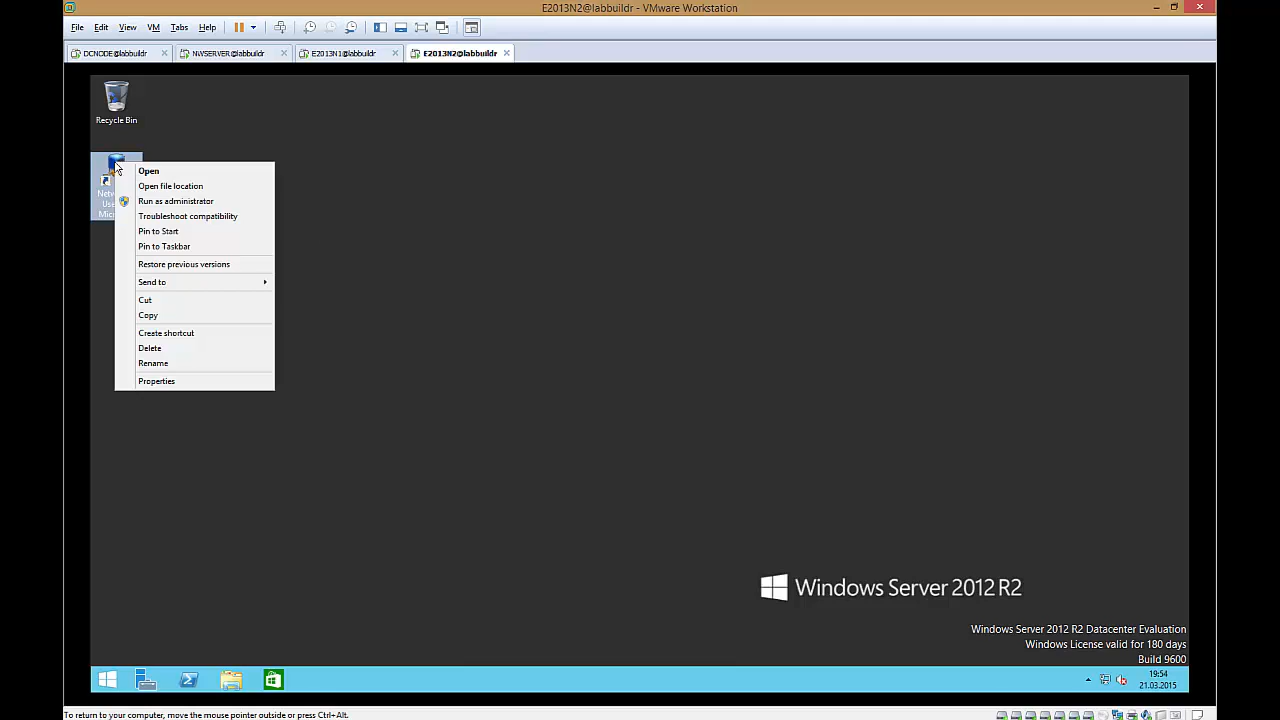 E2013N2@labbuildr - VMware Workstation
File Edit View VM Tabs Help
DCNODE@labbuildr NWSERVER@labbuildr E2013N1@labbuildr E2013N2@labbuildr
Recycle Bin
Open
Open file location
Run as administrator
Troubleshoot compatibility
Pin to Start
Pin to Taskbar
Restore previous versions
Send to
Cut
Copy
Create shortcut
Delete
Rename
Properties
Windows Server 2012 R2
Windows Server 2012 R2 Datacenter Evaluation
Windows License valid for 180 days
Build 9600
19:54
21.03.2015
To return to your computer, move the mouse pointer outside or press Ctrl+Alt.